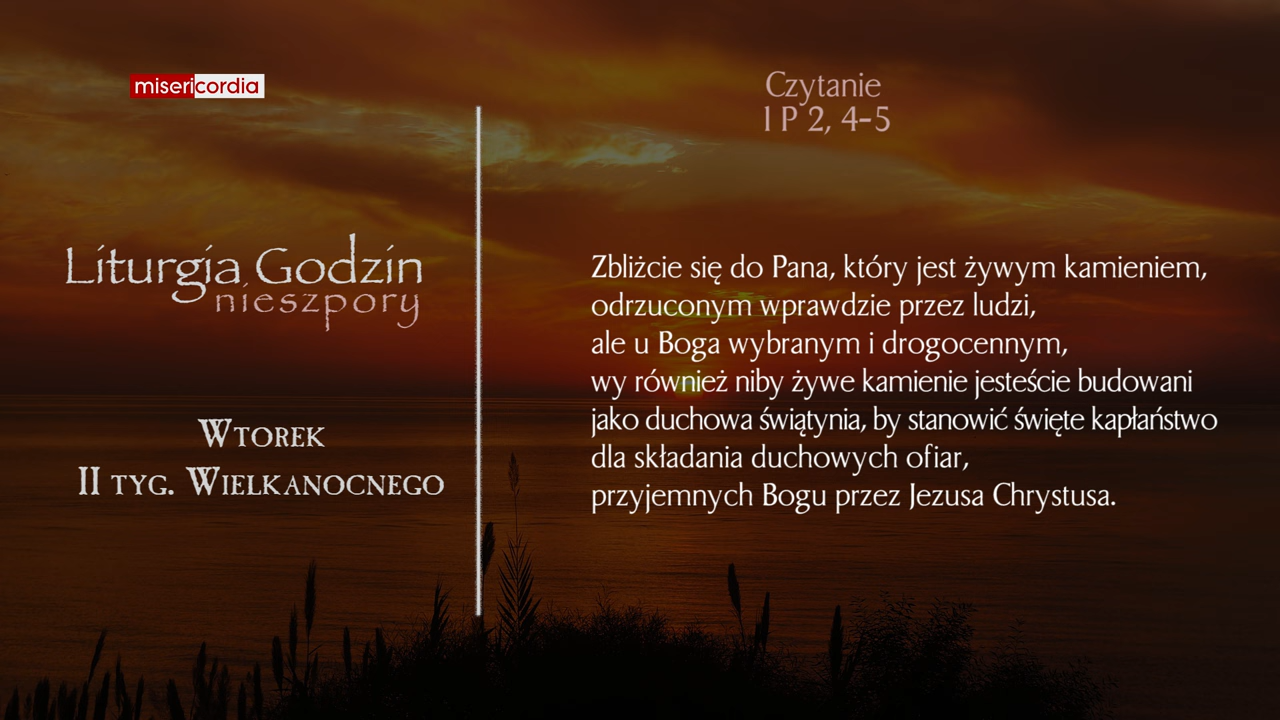 misericordia
Liturgia Godzin
nieszpory
Wtorek
II tyg. Wielkanocnego
Czytanie
1 P 2, 4-5
Zbliżcie się do Pana, który jest żywym kamieniem,
odrzuconym wprawdzie przez ludzi,
ale u Boga wybranym i drogocennym,
wy również niby żywe kamienie jesteście budowani
jako duchowa świątynia, by stanowić święte kapłaństwo
dla składania duchowych ofiar,
przyjemnych Bogu przez Jezusa Chrystusa.